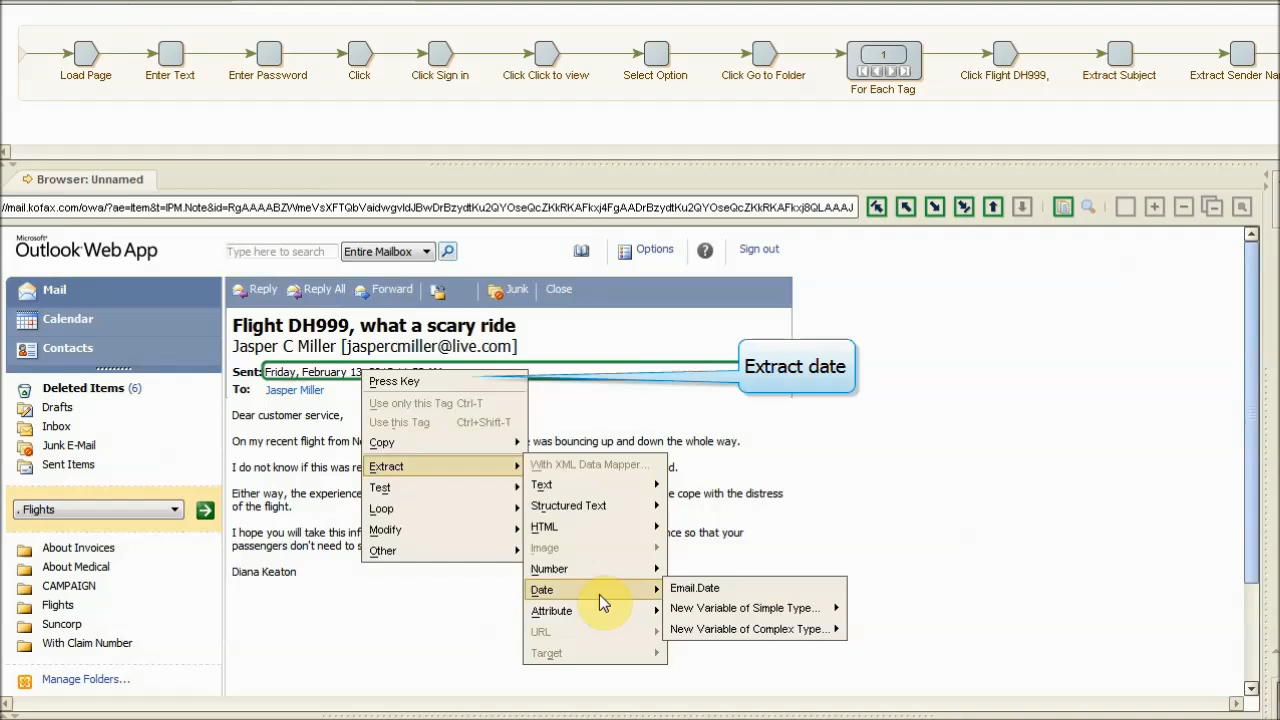 Load Page
Enter Text
Enter Password
Click
Click Sign in
Click Click to view
Select Option
Click Go to Folder
1
For Each Tag
Click Flight DH999,
Extract Subject
Extract Sender Na
Browser: Unnamed
Microsoft
Outlook Web App
Type here to search
Entire Mailbox
Options
?
Sign out
Mail
Calendar
Contacts
Deleted Items (6)
Drafts
Inbox
Junk E-Mail
Sent Items
. Flights
About Invoices
About Medical
CAMPAIGN
Flights
Suncorp
With Claim Number
Manage Folders...
Reply
Reply All
Forward
Junk
Close
Flight DH999, what a scary ride
Jasper C Miller [jaspercmiller@live.com]
Sent: Friday, February 13
To: Jasper Miller
Extract date
Dear customer service,
On my recent flight from Ne
was bouncing up and down the whole way.
I do not know if this was re
d.
Either way, the experience
cope with the distress
of the flight.
I hope you will take this inf
nce so that your
passengers don't need to s
Diana Keaton
Press Key
Use only this Tag Ctrl-T
Use this Tag Ctrl+Shift-T
Copy
Extract
Test
Loop
Modify
Other
With XML Data Mapper...
Text
Structured Text
HTML
Image
Number
Date
Attribute
URL
Target
Email.Date
New Variable of Simple Type...
New Variable of Complex Type...